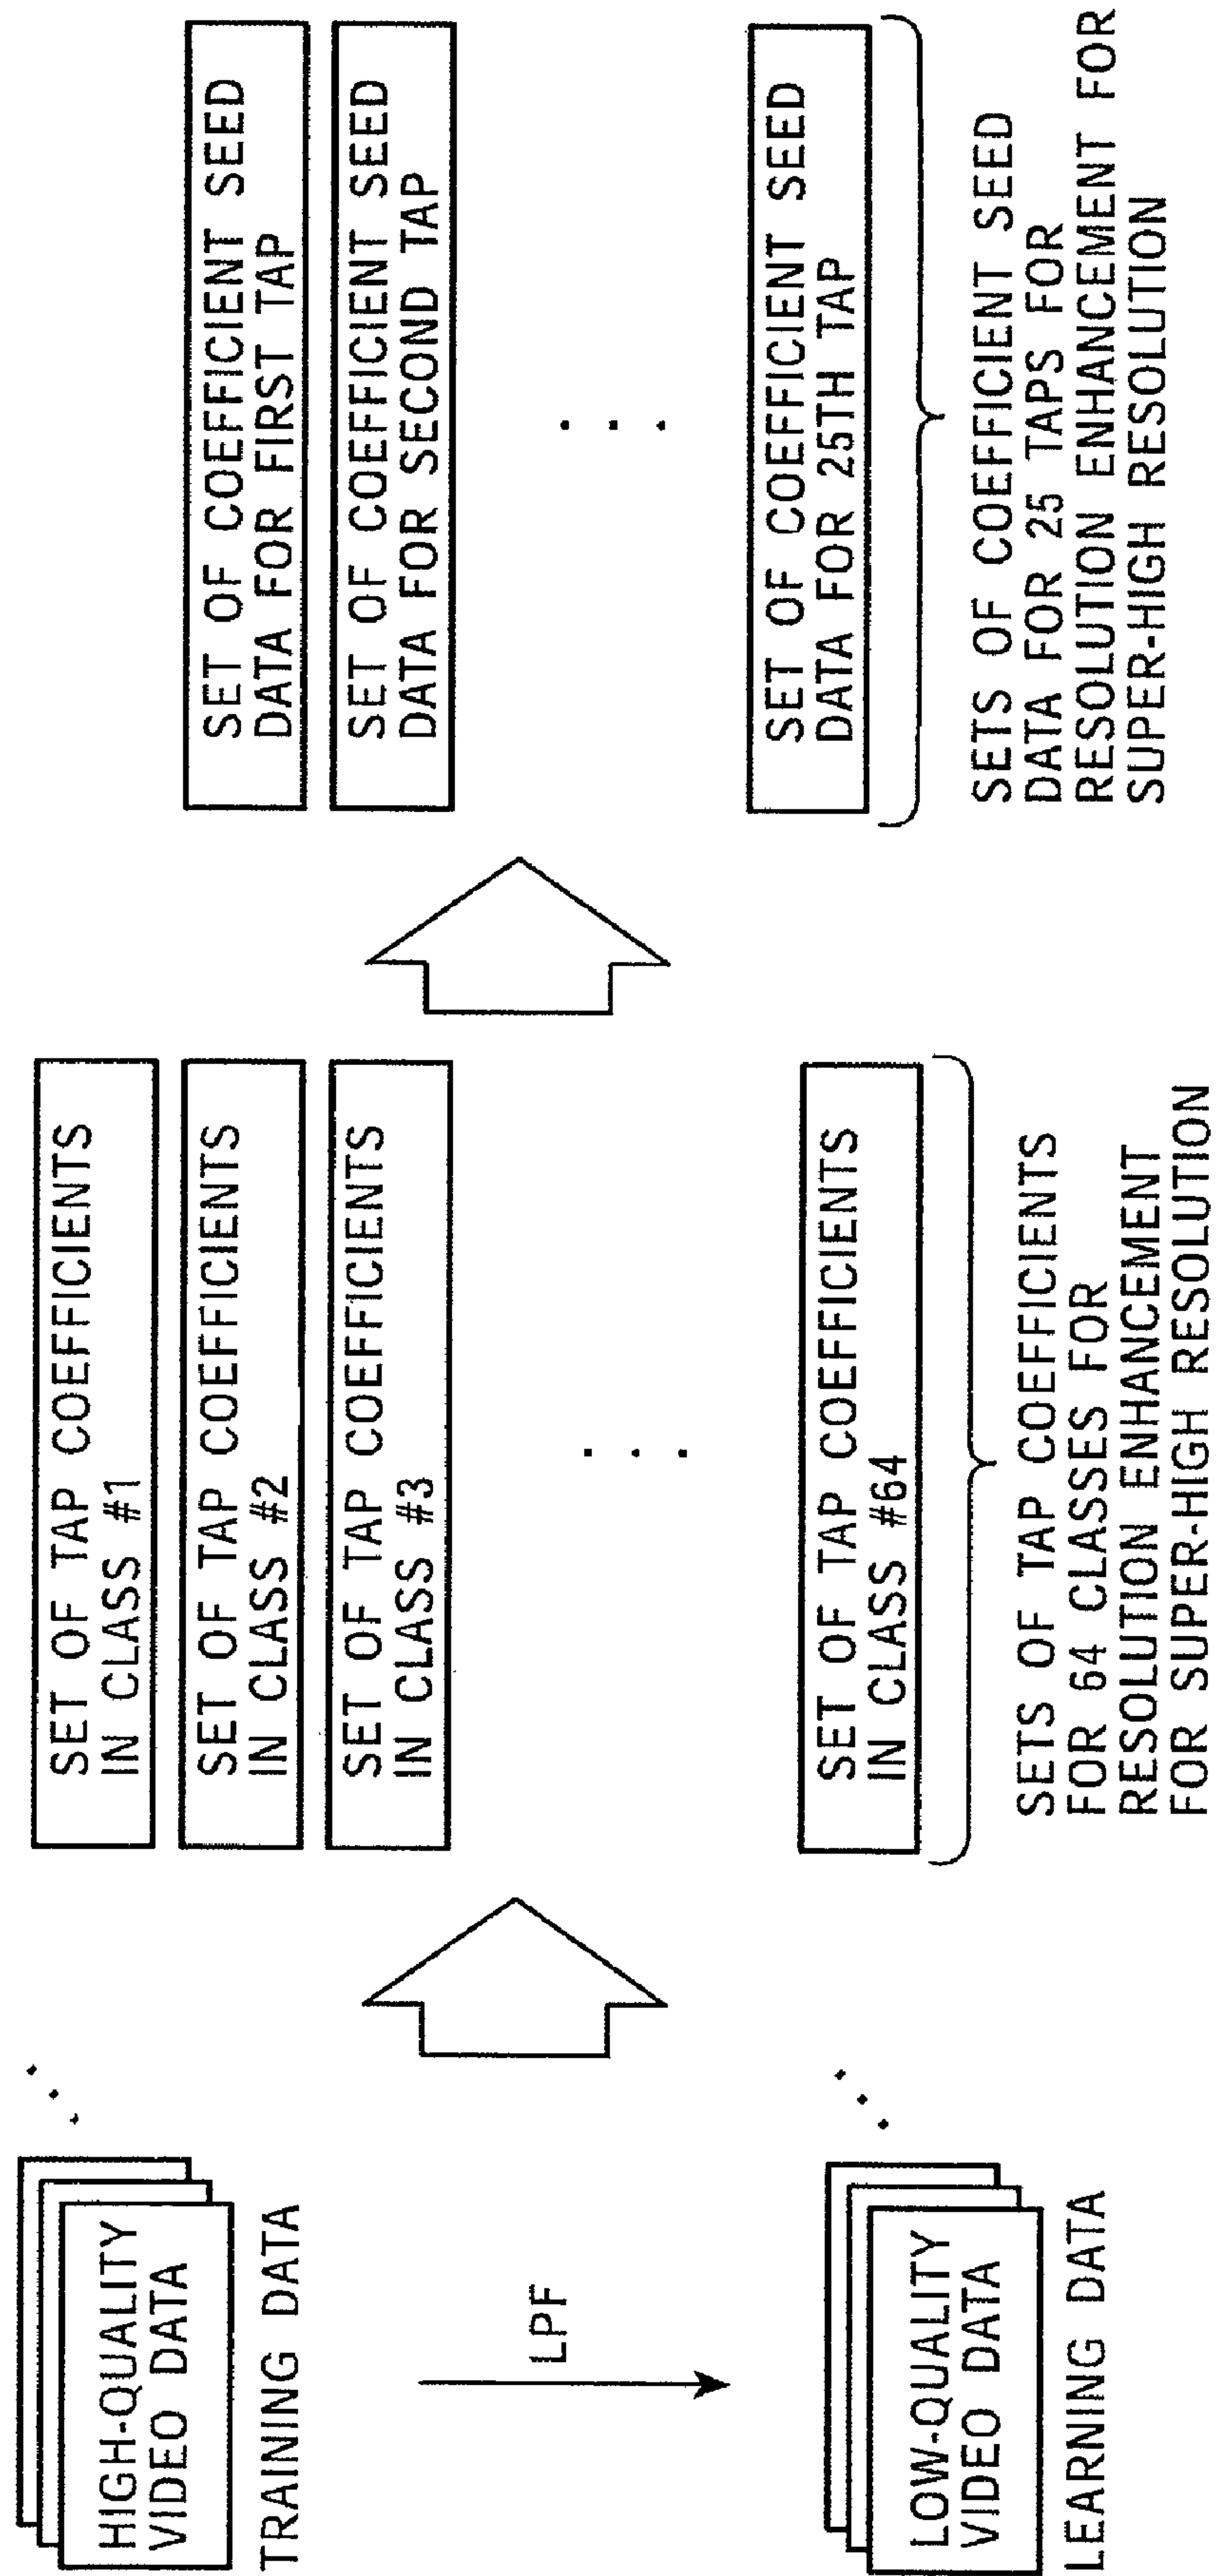 HIGH-QUALITY
VIDEO DATA
TRAINING DATA
LPF
LOW-QUALITY
VIDEO DATA
LEARNING DATA
SET OF TAP COEFFICIENTS
IN CLASS #1
SET OF TAP COEFFICIENTS
IN CLASS #2
SET OF TAP COEFFICIENTS
IN CLASS #3
SET OF TAP COEFFICIENTS
IN CLASS #64
SETS OF TAP COEFFICIENTS
FOR 64 CLASSES FOR
RESOLUTION ENHANCEMENT
FOR SUPER-HIGH RESOLUTION
SET OF COEFFICIENT SEED
DATA FOR FIRST TAP
SET OF COEFFICIENT SEED
DATA FOR SECOND TAP
SET OF COEFFICIENT SEED
DATA FOR 25TH TAP
SETS OF COEFFICIENT SEED
DATA FOR 25 TAPS FOR
RESOLUTION ENHANCEMENT FOR
SUPER-HIGH RESOLUTION